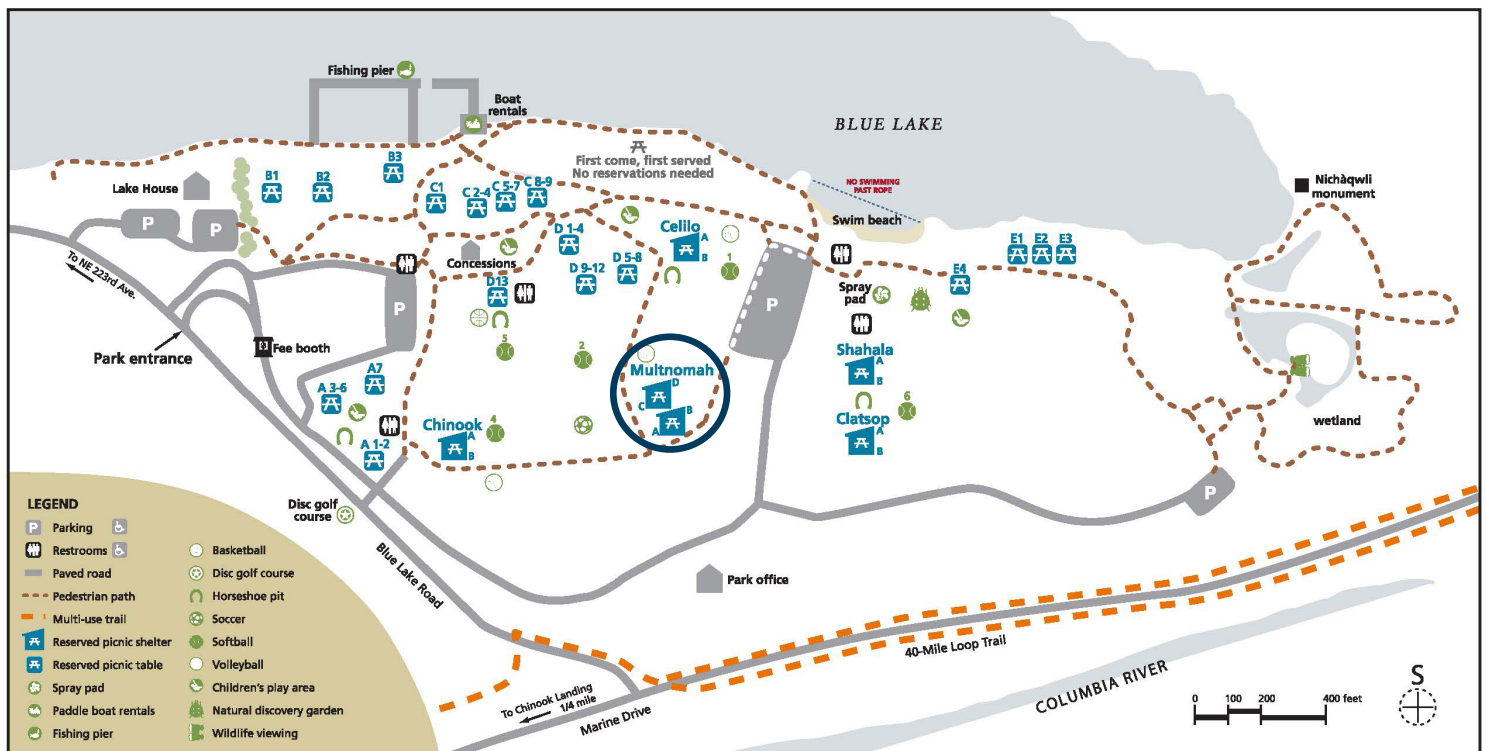 Fishing pier
Boat
rentals
BLUE LAKE
First come, first served
No reservations needed
NO SWIMMING
PAST ROPE
Swim beach
Nichàqwli
monument
Lake House
B1
B2
B3
C1
C 2-4
C 5-7
C 8-9
P
P
To NE 223rd Ave.
Concessions
D 1-4
D 5-8
D 9-12
D13
Celilo
A
B
1
E1
E2
E3
E4
Spray
pad
P
P
Park entrance
Fee booth
5
2
Multnomah
D
C
B
A
Shahala
A
B
6
Clatsop
A
B
A7
A 3-6
A 1-2
Chinook
A
B
4
wetland
P
Disc golf
course
Blue Lake Road
Park office
40-Mile Loop Trail
COLUMBIA RIVER
To Chinook Landing
1/4 mile
Marine Drive
LEGEND
P Parking
Restrooms
Paved road
Pedestrian path
Multi-use trail
Reserved picnic shelter
Reserved picnic table
Spray pad
Paddle boat rentals
Fishing pier
Basketball
Disc golf course
Horseshoe pit
Soccer
Softball
Volleyball
Children's play area
Natural discovery garden
Wildlife viewing
0 100 200 400 feet
S